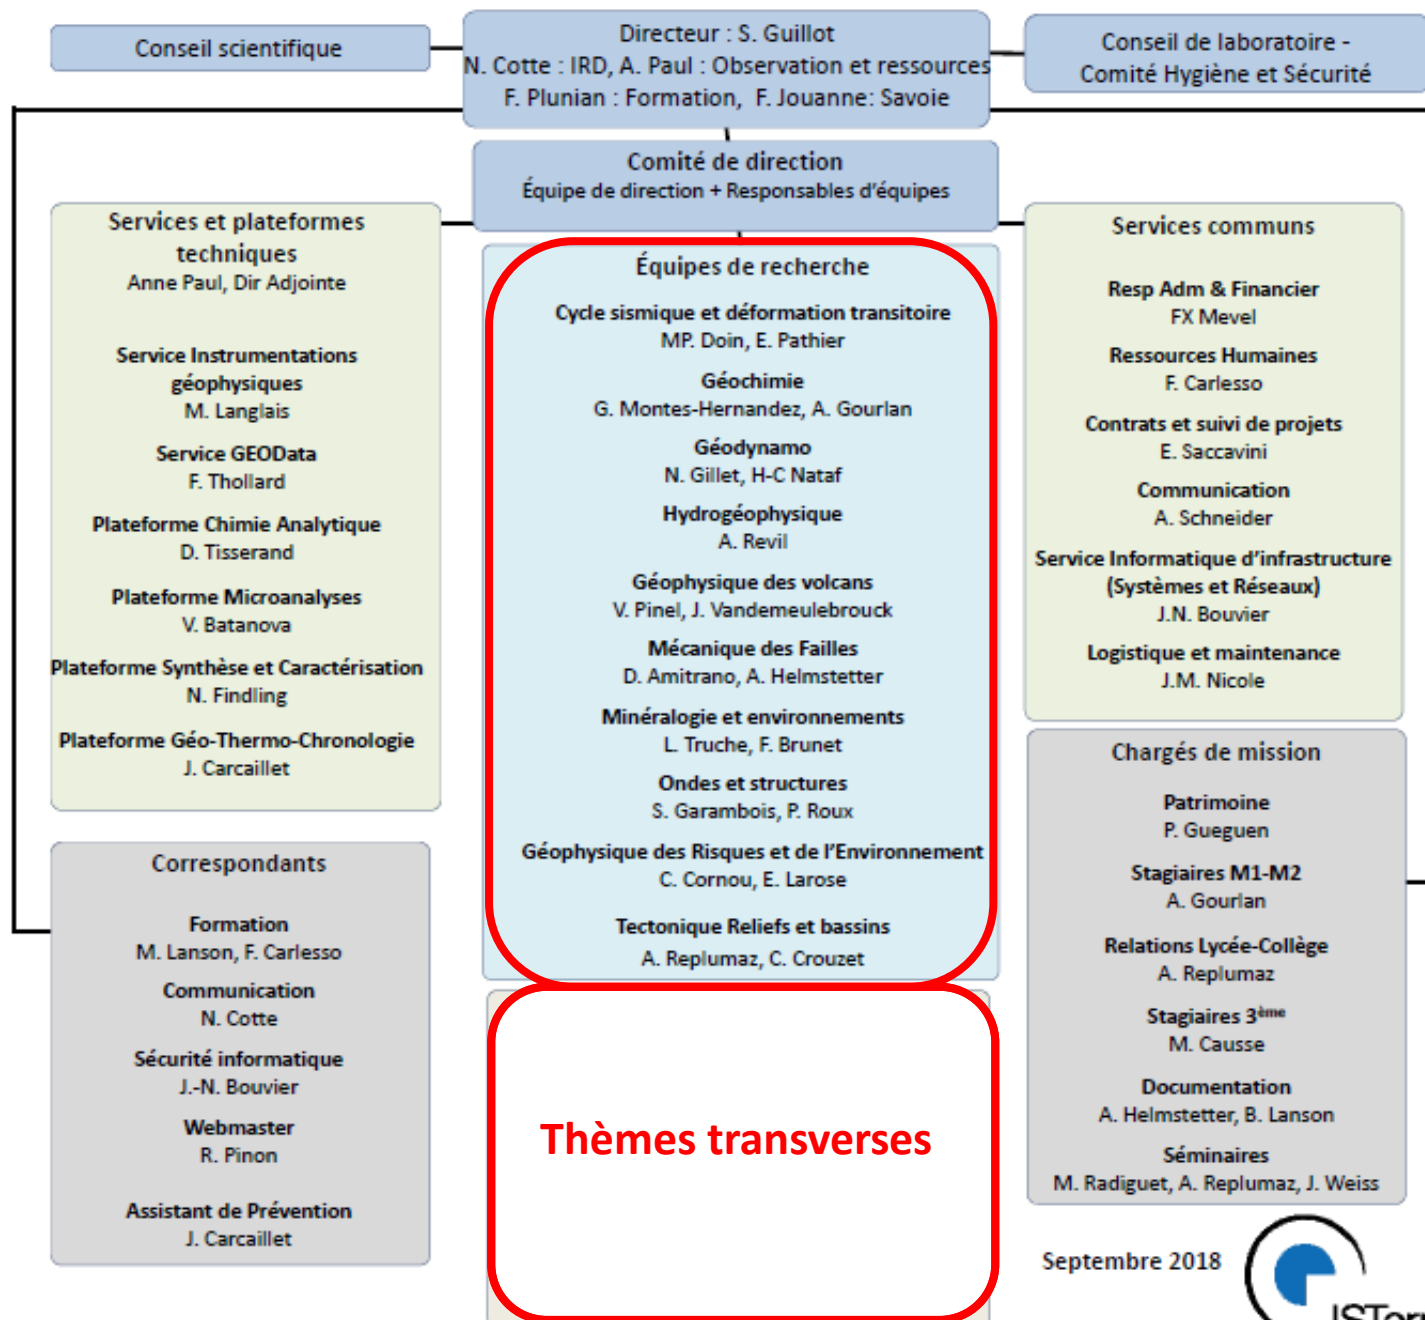 Conseil scientifique
Directeur : S. Guillot
N. Cotte : IRD, A. Paul : Observation et ressources
F. Plunian : Formation, F. Jouanne: Savoie
Conseil de laboratoire -
Comité Hygiène et Sécurité
Comité de direction
Équipe de direction + Responsables d'équipes
Services et plateformes
techniques
Anne Paul, Dir Adjointe
Service Instrumentations
géophysiques
M. Langlais
Service GEOData
F. Thollard
Plateforme Chimie Analytique
D. Tisserand
Plateforme Microanalyses
V. Batanova
Plateforme Synthèse et Caractérisation
N. Findling
Plateforme Géo-Thermo-Chronologie
J. Carcaillet
Correspondants
Formation
M. Lanson, F. Carlesso
Communication
N. Cotte
Sécurité informatique
J.-N. Bouvier
Webmaster
R. Pinon
Assistant de Prévention
J. Carcaillet
Équipes de recherche
Cycle sismique et déformation transitoire
MP. Doin, E. Pathier
Géochimie
G. Montes-Hernandez, A. Gourlan
Géodynamo
N. Gillet, H-C Nataf
Hydrogéophysique
A. Revil
Géophysique des volcans
V. Pinel, J. Vandemeulebrouck
Mécanique des Failles
D. Amitrano, A. Helmstetter
Minéralogie et environnements
L. Truche, F. Brunet
Ondes et structures
S. Garambois, P. Roux
Géophysique des Risques et de l'Environnement
C. Cornou, E. Larose
Tectonique Reliefs et bassins
A. Replumaz, C. Crouzet
Thèmes transverses
Services communs
Resp Adm & Financier
FX Mevel
Ressources Humaines
F. Carlesso
Contrats et suivi de projets
E. Saccavini
Communication
A. Schneider
Service Informatique d'infrastructure
(Systèmes et Réseaux)
J.N. Bouvier
Logistique et maintenance
J.M. Nicole
Chargés de mission
Patrimoine
P. Gueguen
Stagiaires M1-M2
A. Gourlan
Relations Lycée-Collège
A. Replumaz
Stagiaires 3ème
M. Causse
Documentation
A. Helmstetter, B. Lanson
Séminaires
M. Radiguet, A. Replumaz, J. Weiss
Septembre 2018